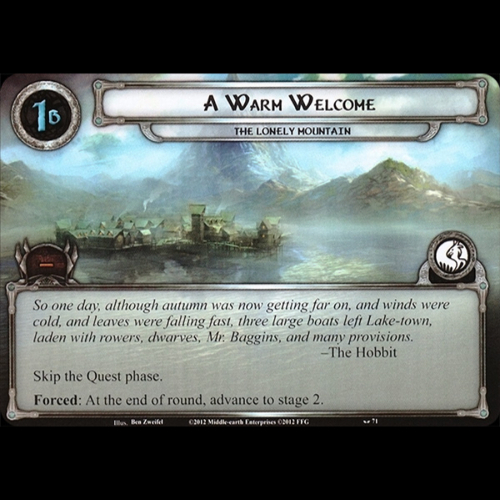 1B
A Warm Welcome
The Lonely Mountain
–
So one day, although autumn was now getting far on, and winds were
cold, and leaves were falling fast, three large boats left Lake-town,
laden with rowers, dwarves, Mr. Baggins, and many provisions.
–The Hobbit
Skip the Quest phase.
Forced: At the end of round, advance to stage 2.
Illus. Ben Zweifel ©2012 Middle-earth Enterprises ©2012 FFG 71